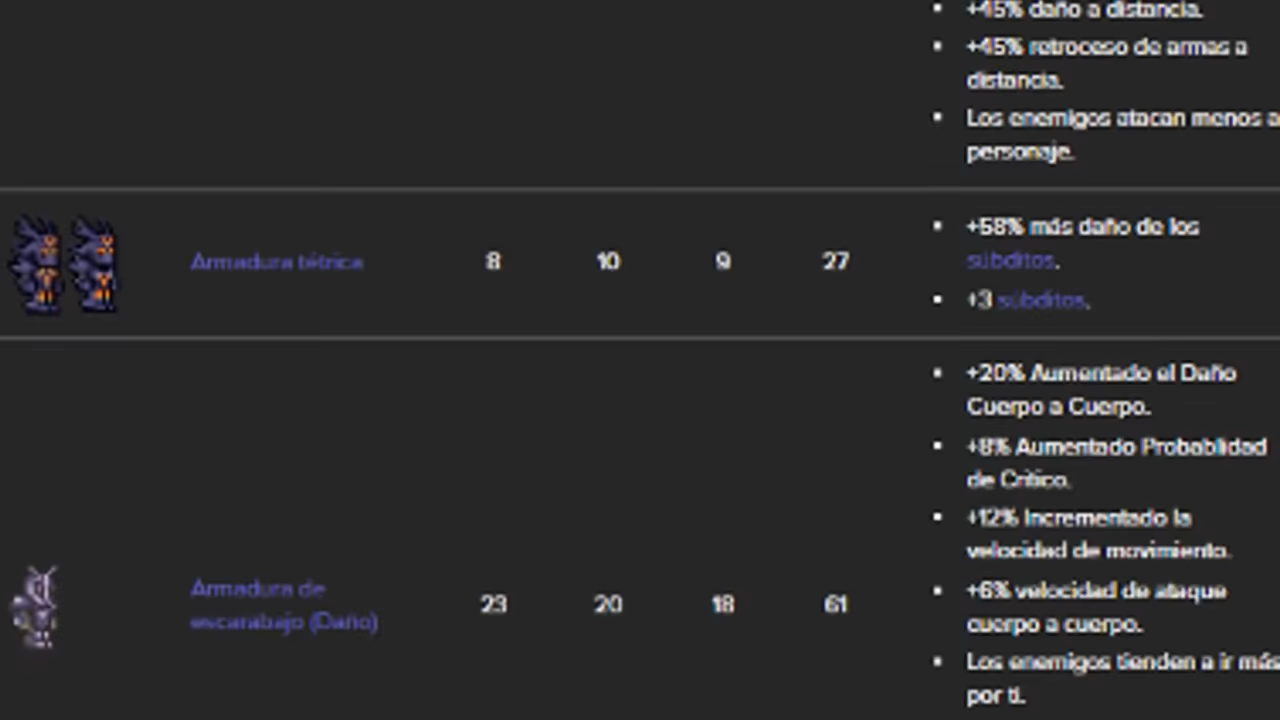 +45% daño a distancia.
+45% retroceso de armas a
distancia.
Los enemigos atacan menos a
personaje.
Armadura tétrica 8 10 9 27
+58% más daño de los
súbditos.
+3 súbditos.
+20% Aumentado el Daño
Cuerpo a Cuerpo.
+8% Aumentado Probablidad
de Crítico.
+12% Incrementado la
velocidad de movimiento.
Armadura de
escarabajo (Daño) 23 20 18 61
+6% velocidad de ataque
cuerpo a cuerpo.
Los enemigos tienden a ir más
por ti.